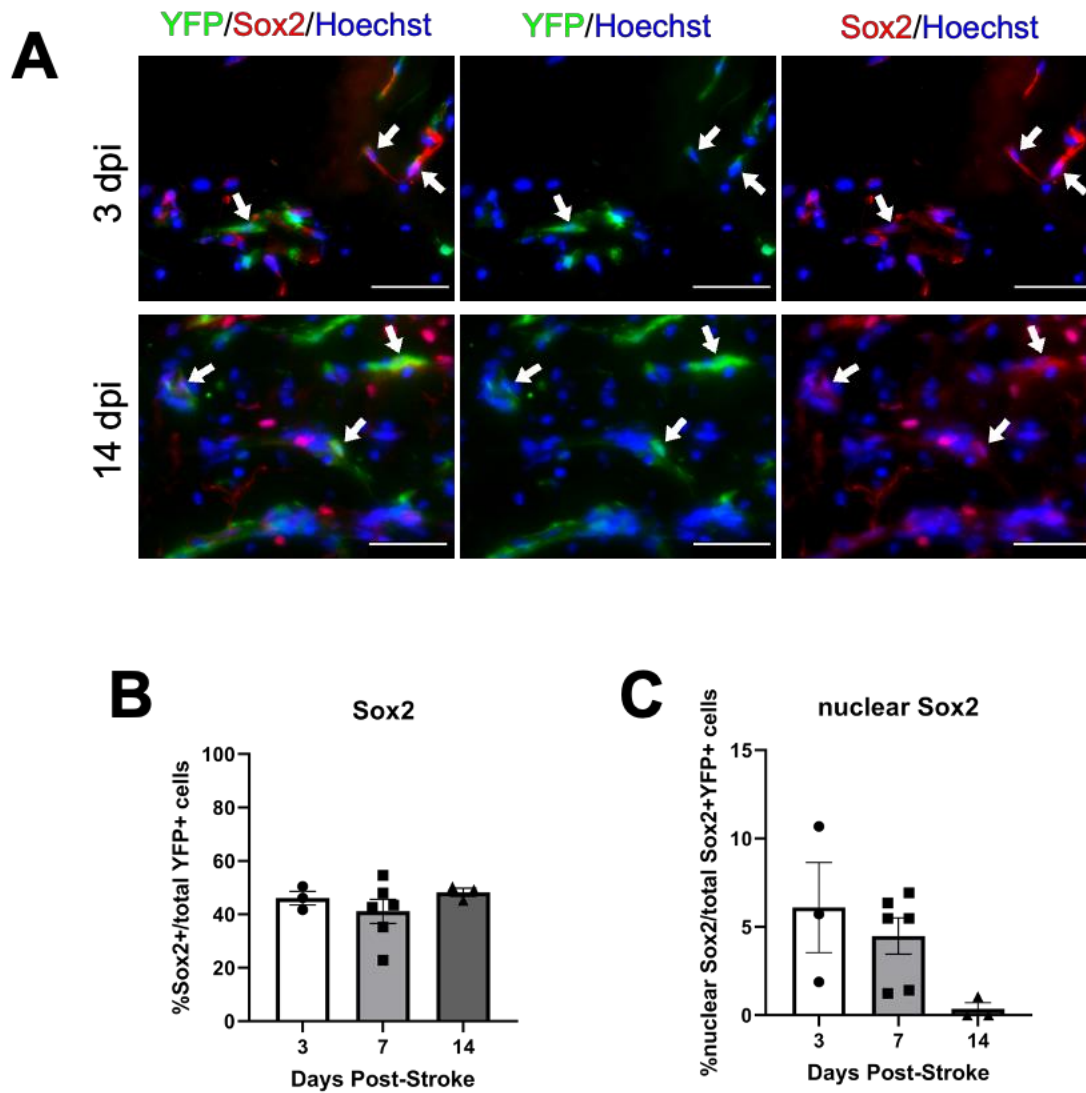 A
YFP/Sox2/Hoechst YFP/Hoechst Sox2/Hoechst
3 dpi
14 dpi
B
Sox2
%Sox2+/total YFP+ cells
100
80
60
40
20
0
3 7 14
Days Post-Stroke
C
nuclear Sox2
%nuclear Sox2/total Sox2+YFP+ cells
15
10
5
0
3 7 14
Days Post-Stroke